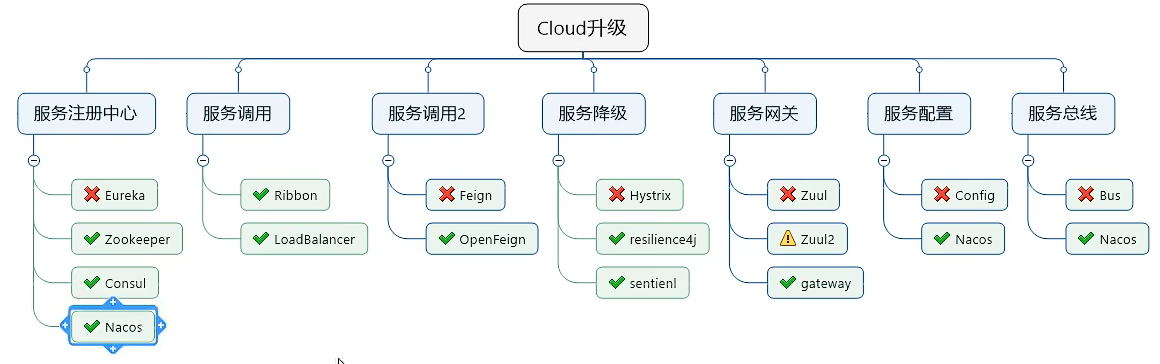 Cloud升级
服务注册中心
Eureka
Zookeeper
Consul
Nacos
服务调用
Ribbon
LoadBalancer
服务调用2
Feign
OpenFeign
服务降级
Hystrix
resilience4j
sentienl
服务网关
Zuul
Zuul2
gateway
服务配置
Config
Nacos
服务总线
Bus
Nacos